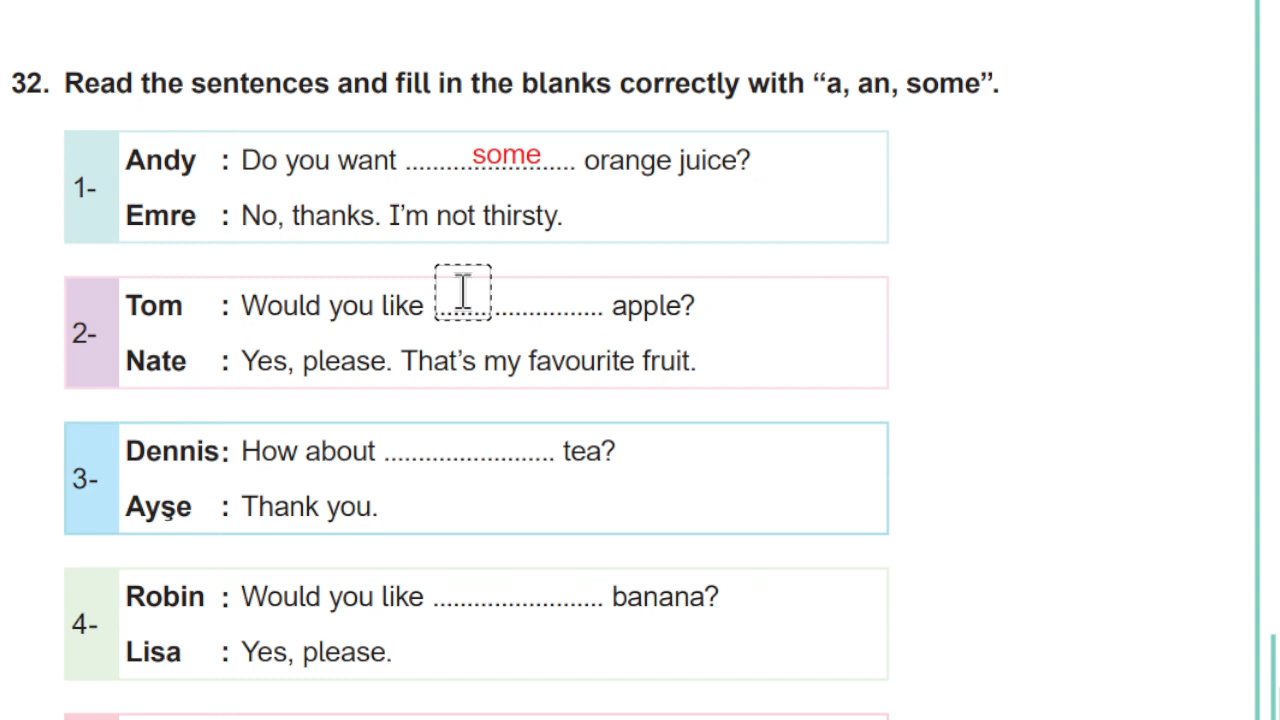 32. Read the sentences and fill in the blanks correctly with “a, an, some”.
1-
Andy : Do you want .........some......... orange juice?
Emre : No, thanks. I’m not thirsty.
2-
Tom : Would you like ......................... apple?
Nate : Yes, please. That’s my favourite fruit.
3-
Dennis: How about ......................... tea?
Ayşe : Thank you.
4-
Robin : Would you like ......................... banana?
Lisa : Yes, please.